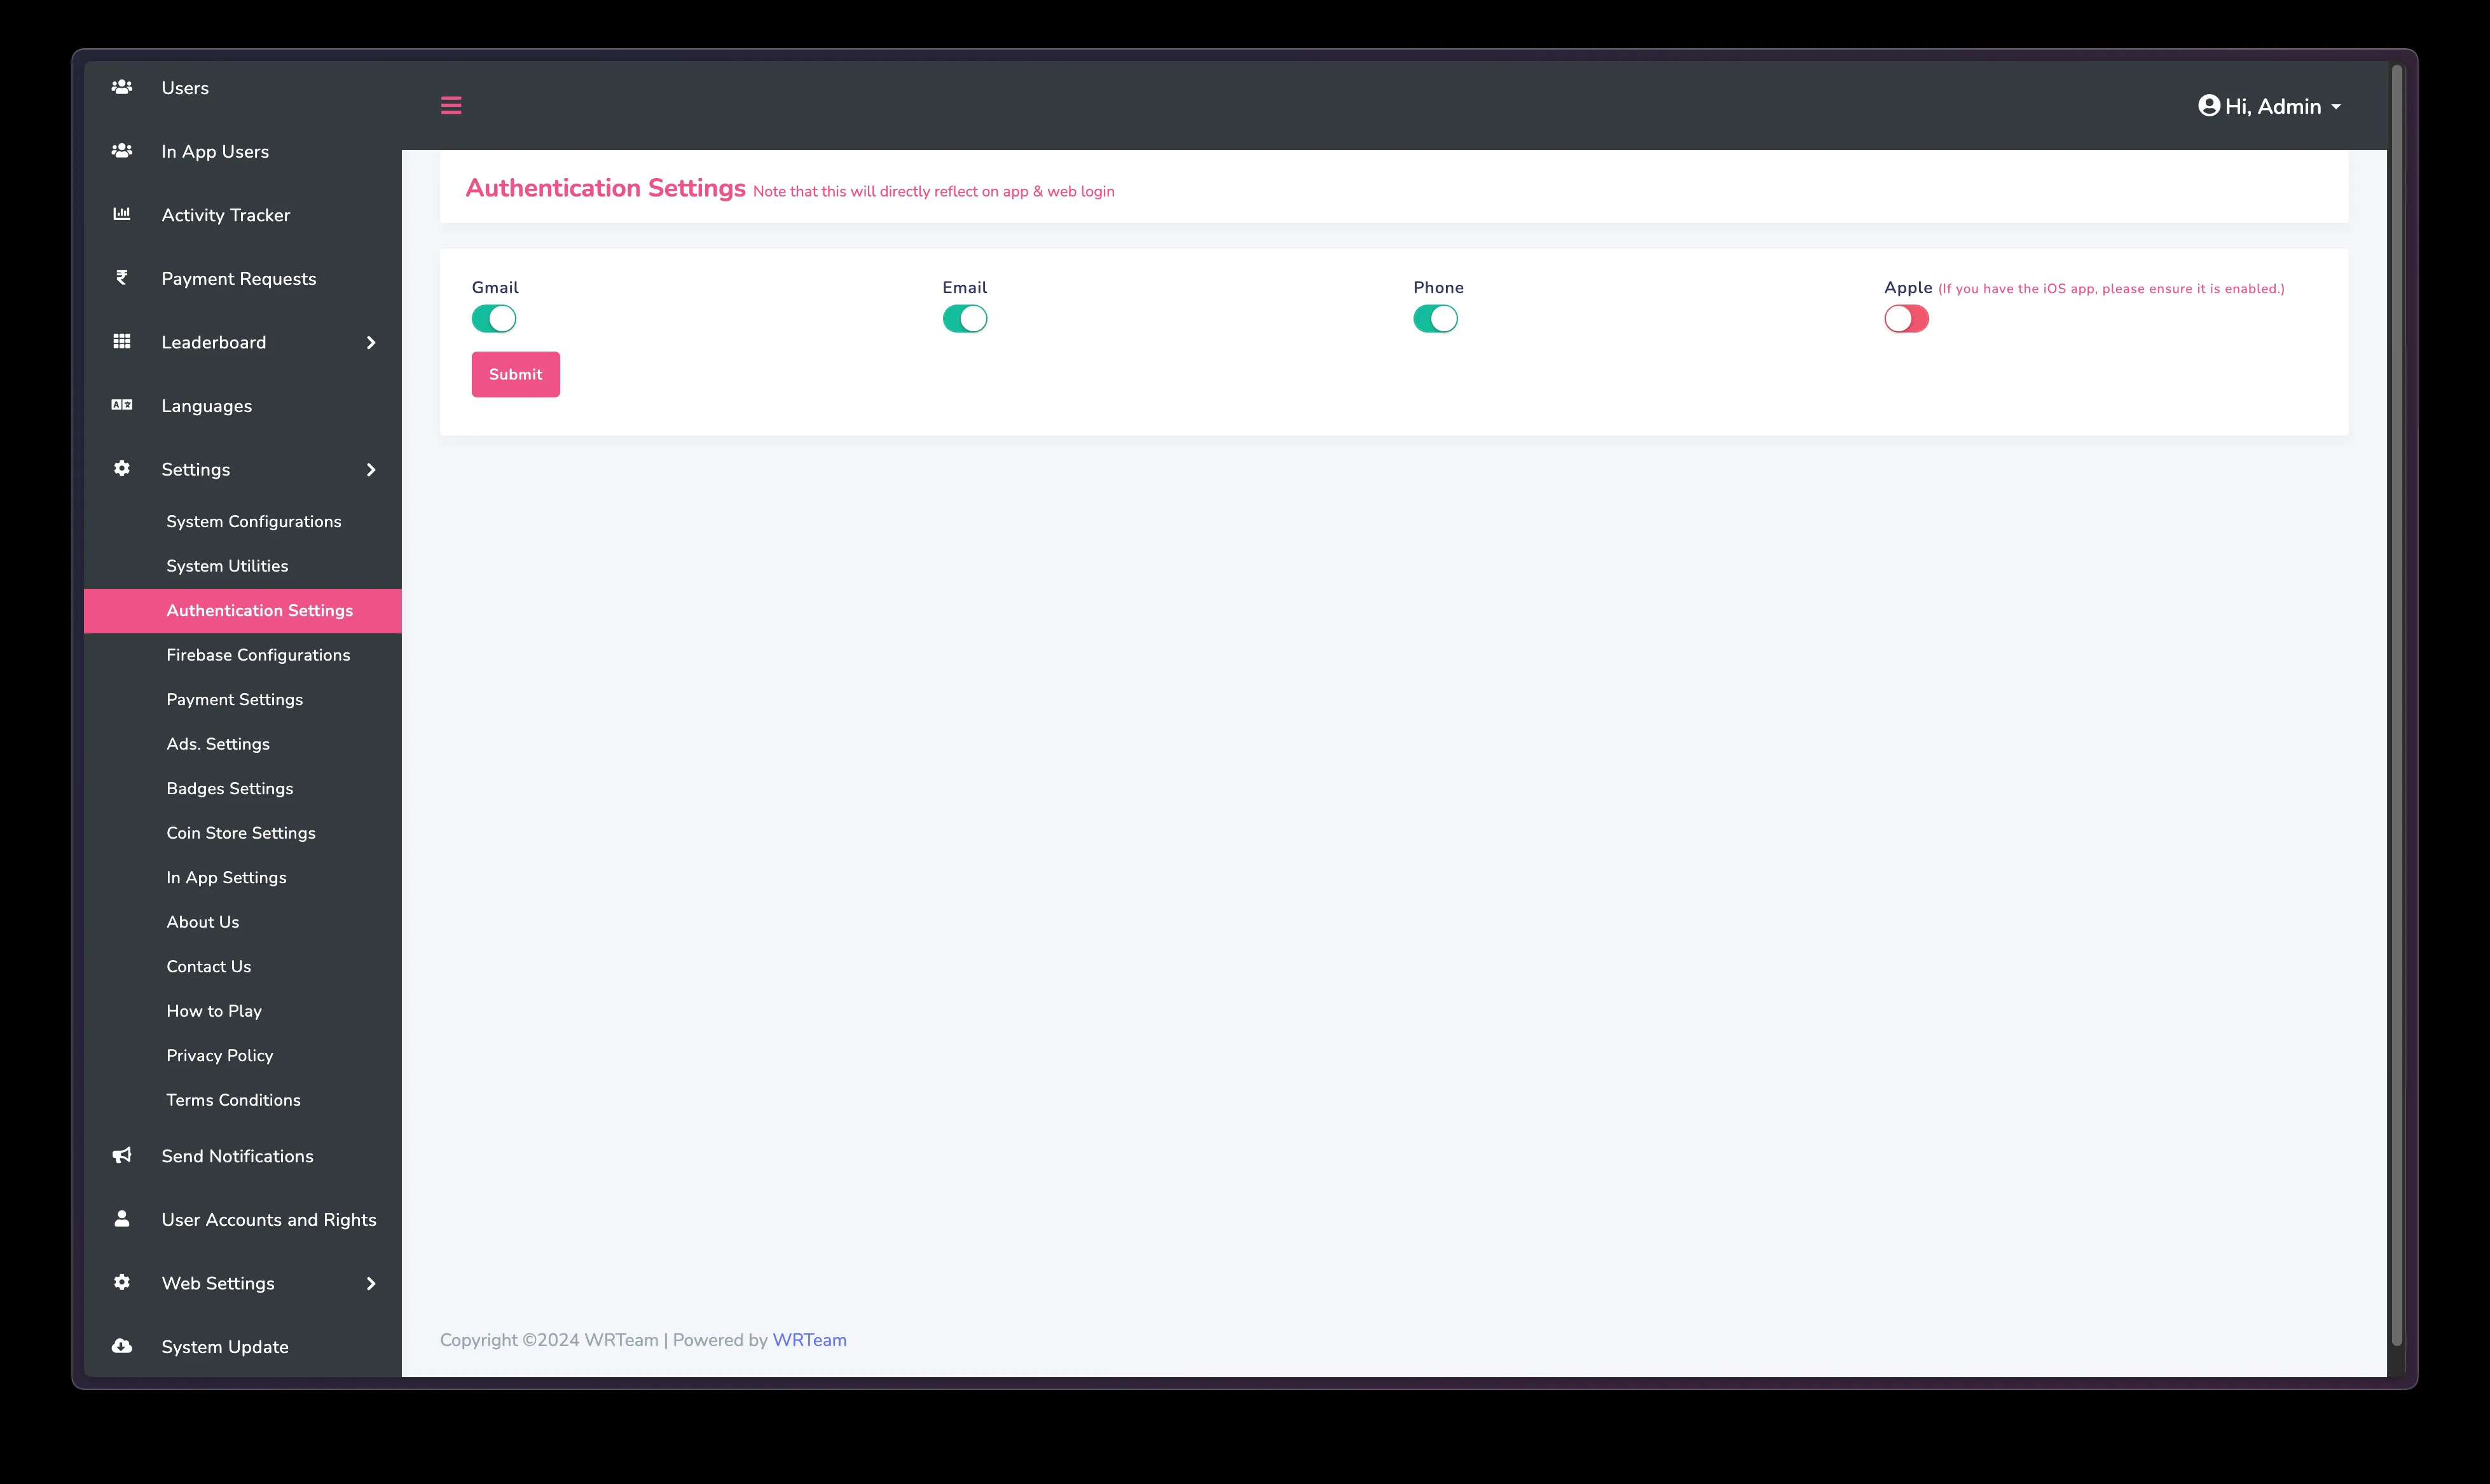 Users
In App Users
Activity Tracker
Payment Requests
Leaderboard
Languages
Settings
System Configurations
System Utilities
Authentication Settings
Firebase Configurations
Payment Settings
Ads. Settings
Badges Settings
Coin Store Settings
In App Settings
About Us
Contact Us
How to Play
Privacy Policy
Terms Conditions
Send Notifications
User Accounts and Rights
Web Settings
System Update
Hi, Admin
Authentication Settings Note that this will directly reflect on app & web login
Gmail
Email
Phone
Apple (If you have the iOS app, please ensure it is enabled.)
Submit
Copyright ©2024 WRTeam | Powered by WRTeam